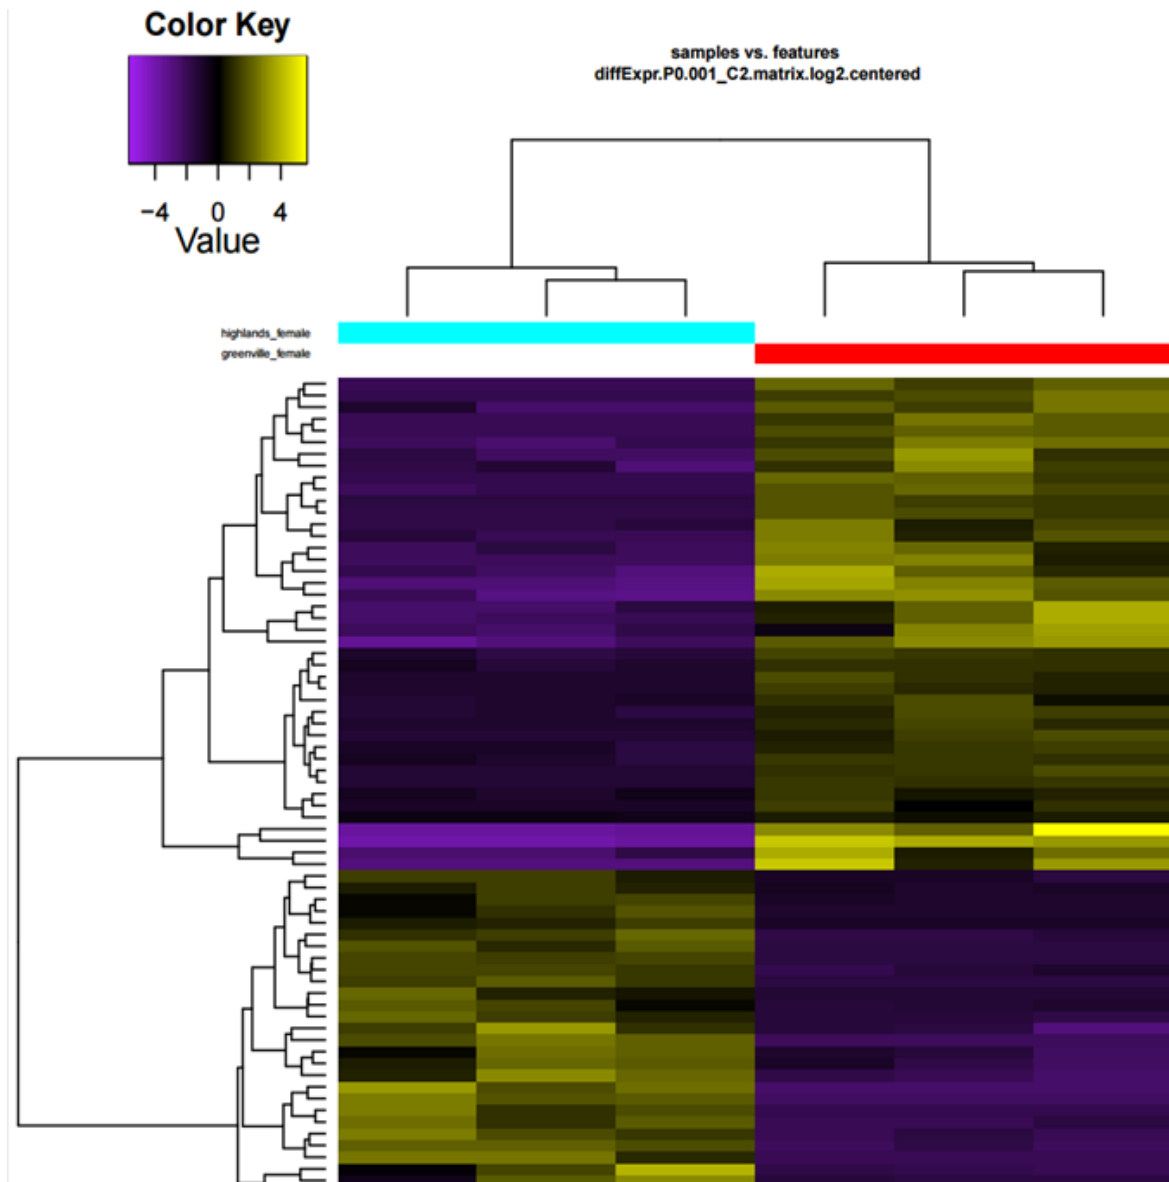 Color Key
−4 0 4
Value
samples vs. features
diffExpr.P0.001_C2.matrix.log2.centered
highlands_female
greenville_female